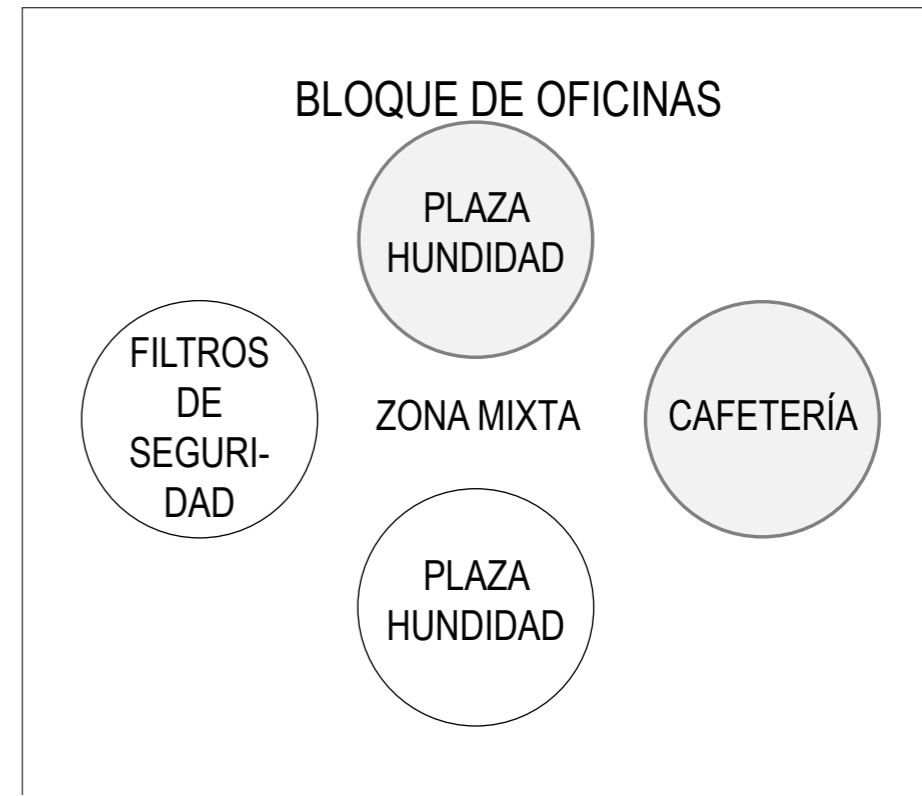 BLOQUE DE OFICINAS
PLAZA
HUNDIDAD
FILTROS
DE
SEGURI-
DAD
ZONA MIXTA
CAFETERÍA
PLAZA
HUNDIDAD